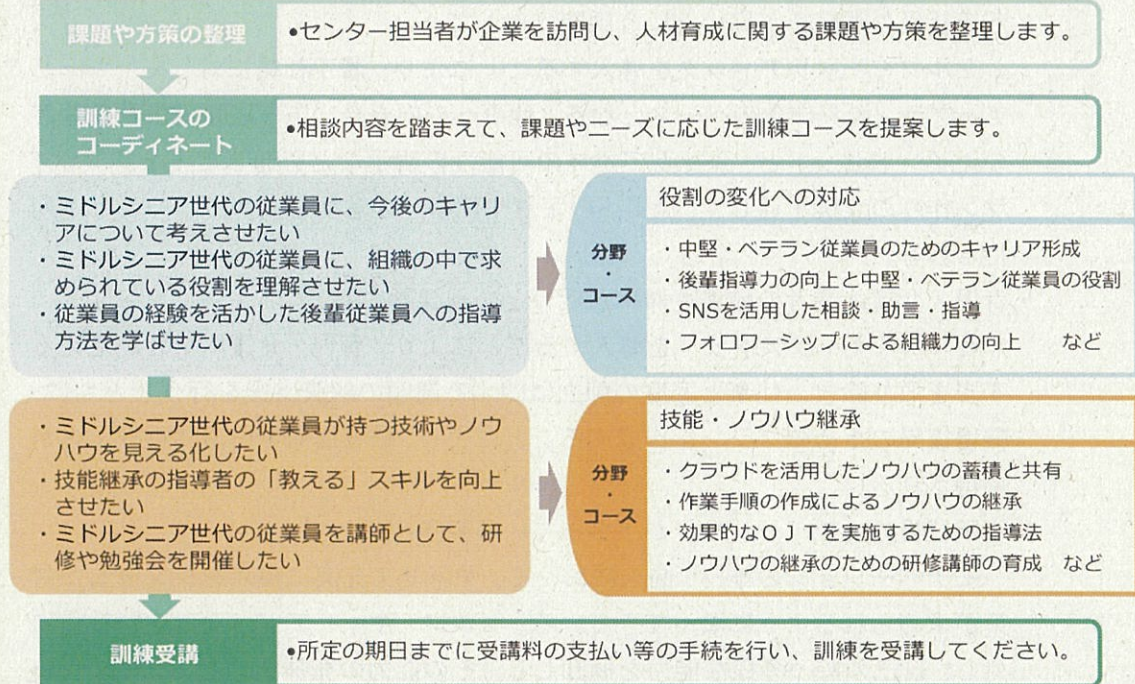 課題や方策の整理
•センター担当者が企業を訪問し、人材育成に関する課題や方策を整理します。
訓練コースの
コーディネート
•相談内容を踏まえて、課題やニーズに応じた訓練コースを提案します。
・ミドルシニア世代の従業員に、今後のキャリ
アについて考えさせたい
・ミドルシニア世代の従業員に、組織の中で求
められている役割を理解させたい
・従業員の経験を活かした後輩従業員への指導
方法を学ばせたい
分野
・
コース
役割の変化への対応
・中堅・ベテラン従業員のためのキャリア形成
・後輩指導力の向上と中堅・ベテラン従業員の役割
・SNSを活用した相談・助言・指導
・フォロワーシップによる組織力の向上　など
・ミドルシニア世代の従業員が持つ技術やノウ
ハウを見える化したい
・技能継承の指導者の「教える」スキルを向上
させたい
・ミドルシニア世代の従業員を講師として、研
修や勉強会を開催したい
分野
・
コース
技能・ノウハウ継承
・クラウドを活用したノウハウの蓄積と共有
・作業手順の作成によるノウハウの継承
・効果的なＯＪＴを実施するための指導法
・ノウハウの継承のための研修講師の育成　など
訓練受講
•所定の期日までに受講料の支払い等の手続を行い、訓練を受講してください。